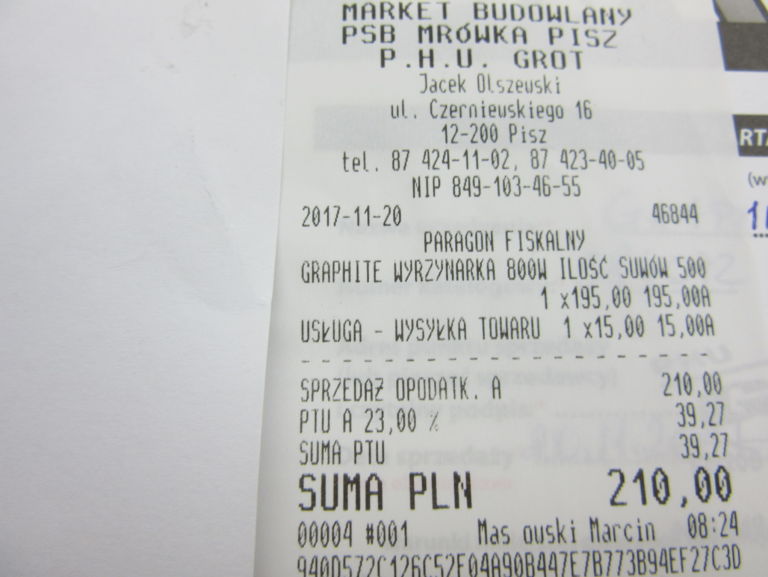 MARKET BUDOWLANY
PSB MRÓWKA PISZ
P.H.U. GROT
Jacek Olszewski
ul. Czerniewskiego 16
12-200 Pisz
tel. 87 424-11-02, 87 423-40-05
NIP 849-103-46-55
2017-11-20 46844
PARAGON FISKALNY
GRAPHITE WYRZYNARKA 800W ILOŚĆ SUWÓW 500
1 x195,00 195,00A
USŁUGA - WYSYŁKA TOWARU 1 x15,00 15,00A
SPRZEDAŻ OPODATK. A 210,00
PTU A 23,00 % 39,27
SUMA PTU 39,27
SUMA PLN 210,00
00004 #001 Mas owski Marcin 08:24